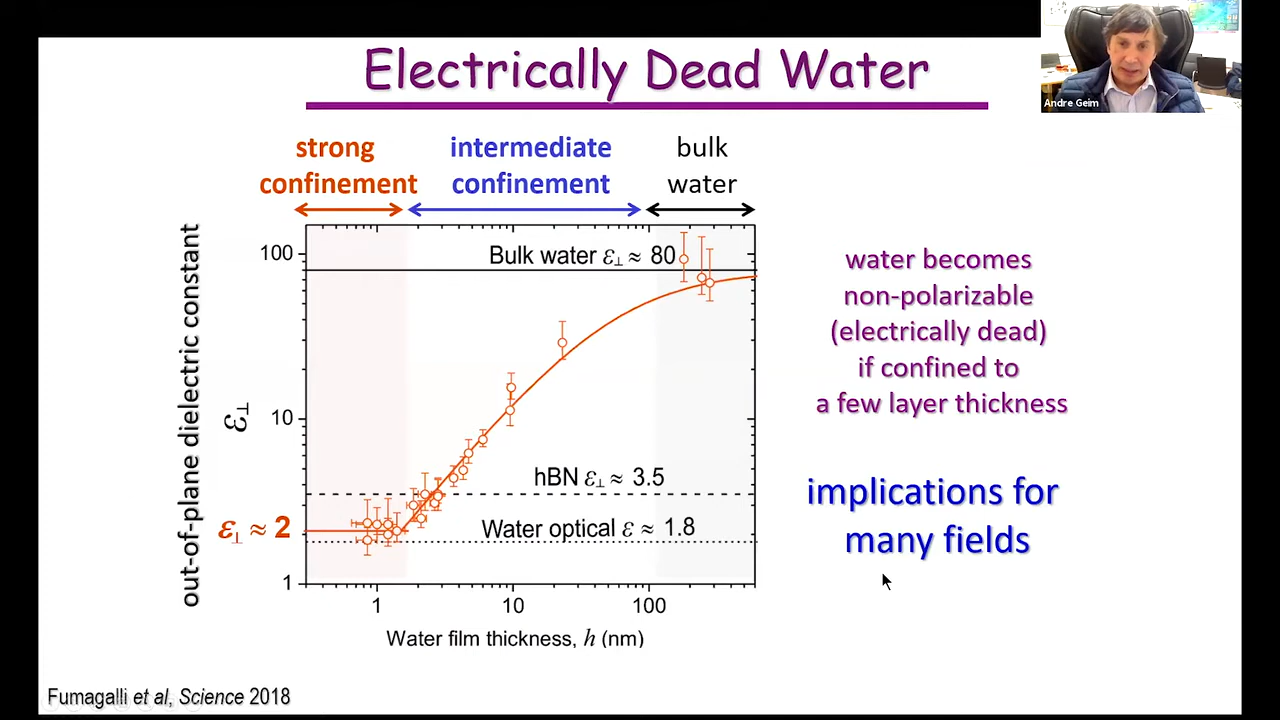 Electrically Dead Water
Andre Geim
strong
confinement
intermediate
confinement
bulk
water
out-of-plane dielectric constant
ε⊥
100
10
1
ε⊥ ≈ 2
Bulk water ε⊥ ≈ 80
hBN ε⊥ ≈ 3.5
Water optical ε ≈ 1.8
1
10
100
Water film thickness, h (nm)
water becomes
non-polarizable
(electrically dead)
if confined to
a few layer thickness
implications for
many fields
Fumagalli et al, Science 2018